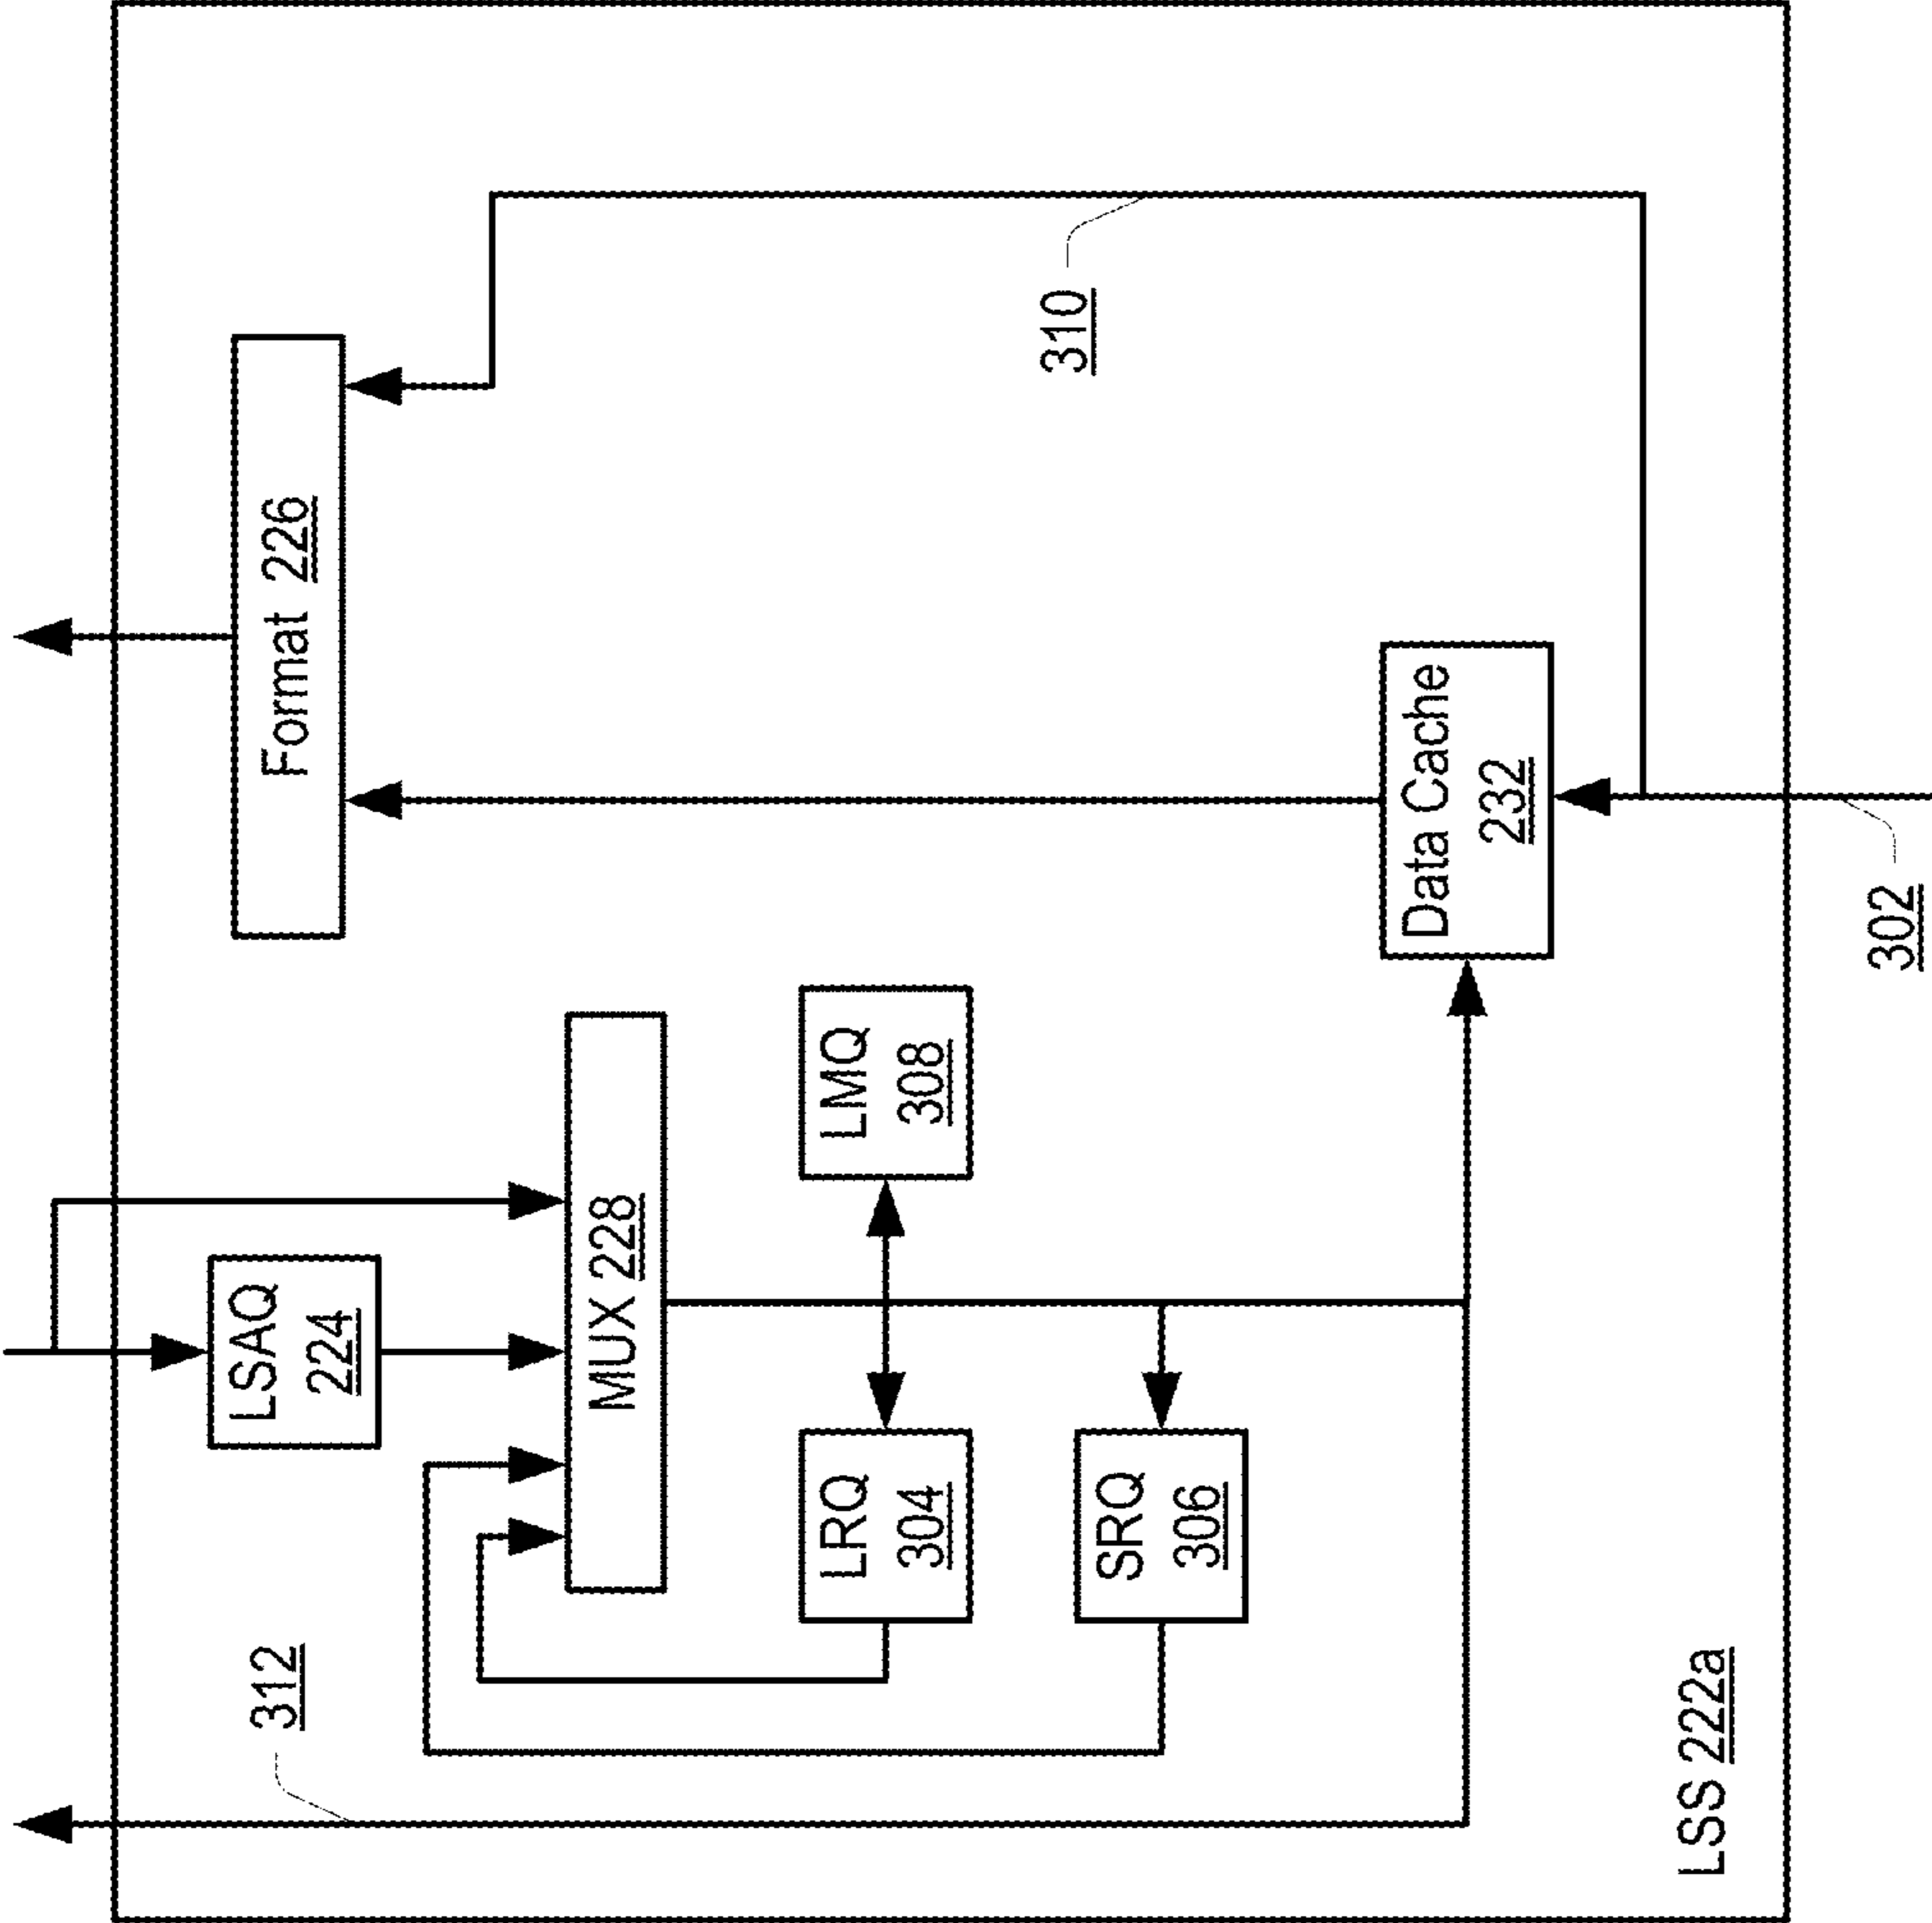 312
LSAQ
224
Format 226
MUX 228
LRQ
304
LMQ
308
SRQ
306
310
Data Cache
232
LSS 222a
302